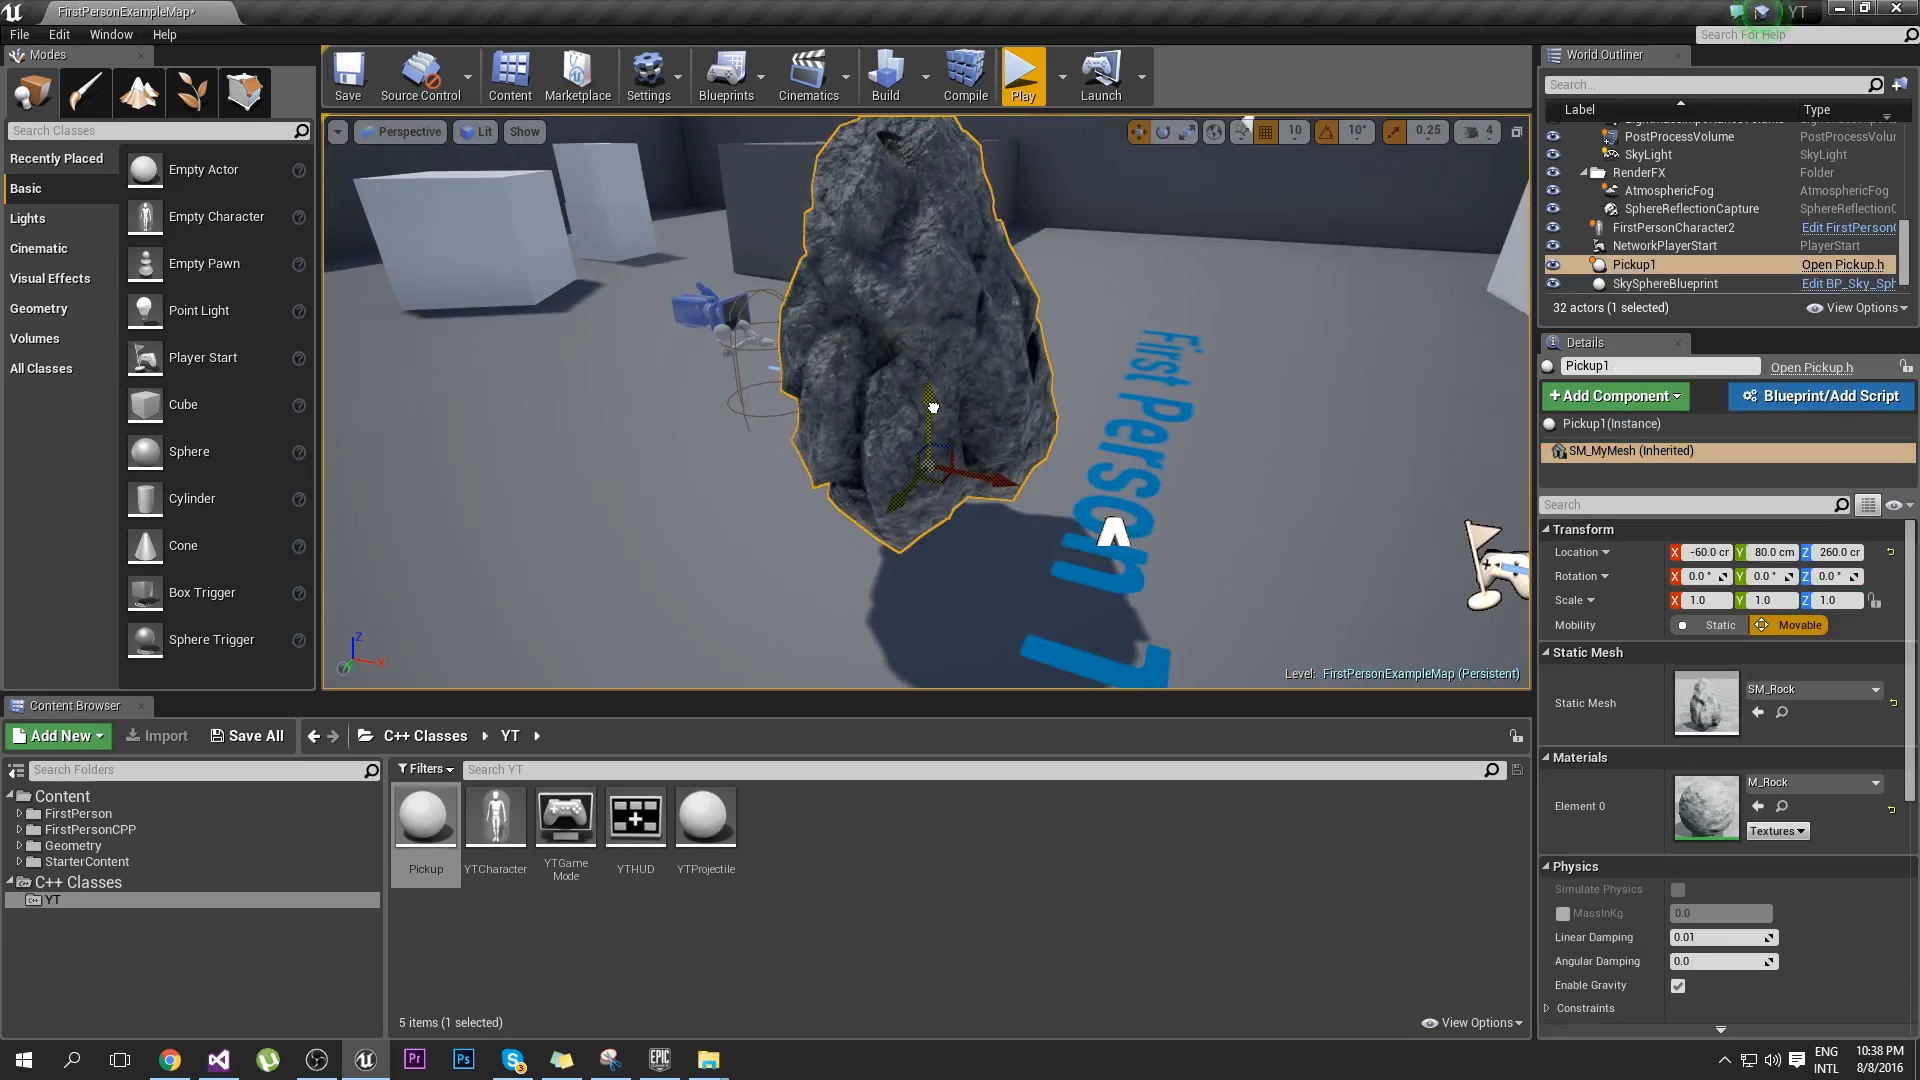 FirstPersonExampleMap*
YT
File Edit Window Help
Search For Help
Modes
Search Classes
Recently Placed
Basic
Lights
Cinematic
Visual Effects
Geometry
Volumes
All Classes
Empty Actor
Empty Character
Empty Pawn
Point Light
Player Start
Cube
Sphere
Cylinder
Cone
Box Trigger
Sphere Trigger
Save
Source Control
Content
Marketplace
Settings
Blueprints
Cinematics
Build
Compile
Play
Launch
Perspective Lit Show
10 10° 0.25 4
First Person T
Z
X
Y
Level: FirstPersonExampleMap (Persistent)
World Outliner
Search...
Label Type
PostProcessVolume PostProcessVolu
SkyLight SkyLight
RenderFX Folder
AtmosphericFog AtmosphericFog
SphereReflectionCapture SphereReflectionC
FirstPersonCharacter2 Edit FirstPerson
NetworkPlayerStart PlayerStart
Pickup1 Open Pickup.h
SkySphereBlueprint Edit BP_Sky_Sph
32 actors (1 selected) View Options
Details
Pickup1 Open Pickup.h
+Add Component Blueprint/Add Script
Pickup1(Instance)
SM_MyMesh (Inherited)
Search
Transform
Location X -60.0 cr Y 80.0 cm Z 260.0 cr
Rotation X 0.0 ° Y 0.0 ° Z 0.0 °
Scale X 1.0 Y 1.0 Z 1.0
Mobility Static Movable
Static Mesh
Static Mesh SM_Rock
Materials
Element 0 M_Rock
Textures
Physics
Simulate Physics
MassInKg 0.0
Linear Damping 0.01
Angular Damping 0.0
Enable Gravity
Constraints
Content Browser
Add New Import Save All C++ Classes YT
Search Folders
Filters Search YT
Content
FirstPerson
FirstPersonCPP
Geometry
StarterContent
C++ Classes
YT
Pickup
YTCharacter
YTGame
Mode
YTHUD
YTProjectile
5 items (1 selected) View Options
Pr Ps S 3 EPIC GAMES
ENG
INTL
10:38 PM
8/8/2016